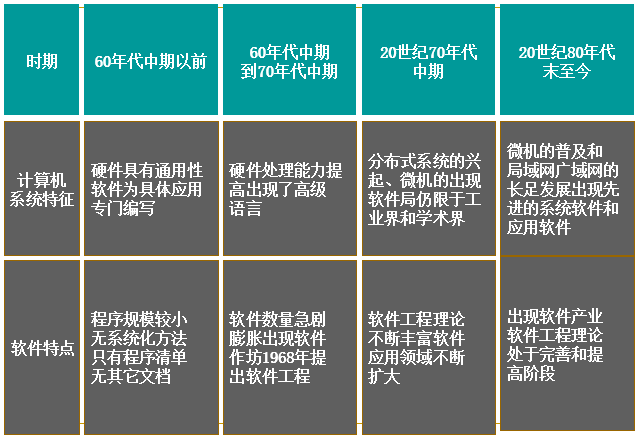 时期
60年代中期以前
60年代中期
到70年代中期
20世纪70年代
中期
20世纪80年代
末至今
计算机
系统特征
硬件具有通用性
软件为具体应用
专门编写
硬件处理能力提
高出现了高级
语言
分布式系统的兴
起、微机的出现
软件局仍限于工
业界和学术界
微机的普及和
局域网广域网的
长足发展出现先
进的系统软件和
应用软件
软件特点
程序规模较小
无系统化方法
只有程序清单
无其它文档
软件数量急剧
膨胀出现软件
作坊1968年提
出软件工程
软件工程理论
不断丰富软件
应用领域不断
扩大
出现软件产业
软件工程理论
处于完善和提
高阶段